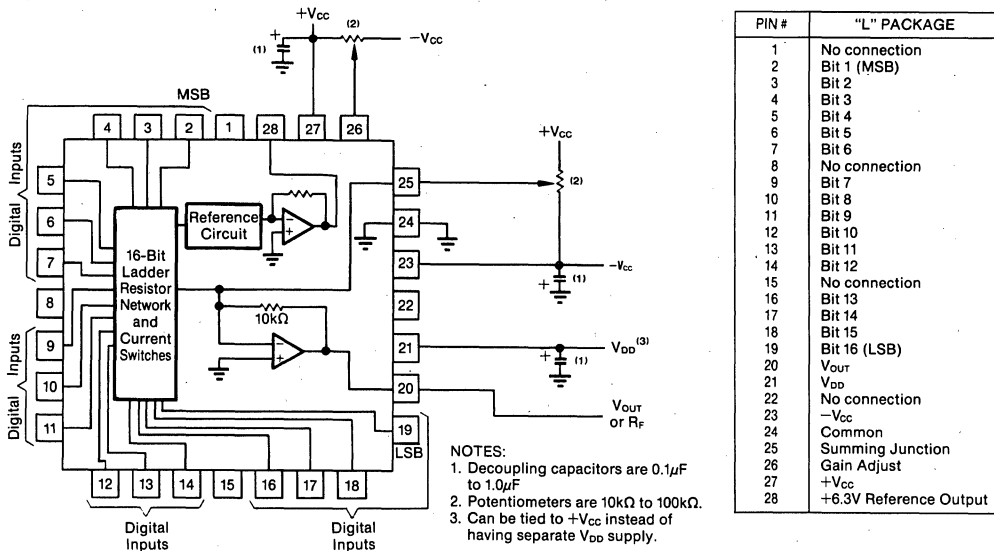 +VCC
(2)
+
(1)
−VCC
MSB
4
3
2
1
28
27
26
Digital Inputs
5
6
7
8
Digital Inputs
9
10
11
16-Bit
Ladder
Resistor
Network
and
Current
Switches
Reference
Circuit
−
+
10kΩ
−
+
+VCC
25
(2)
24
23
−VCC
+
(1)
22
21
VDD(3)
+
(1)
20
VOUT
or RF
19
LSB
12
13
14
15
16
17
18
Digital
Inputs
Digital
Inputs
NOTES:
1. Decoupling capacitors are 0.1µF
to 1.0µF
2. Potentiometers are 10kΩ to 100kΩ.
3. Can be tied to +VCC instead of
having separate VDD supply.
PIN # "L" PACKAGE
1 No connection
2 Bit 1 (MSB)
3 Bit 2
4 Bit 3
5 Bit 4
6 Bit 5
7 Bit 6
8 No connection
9 Bit 7
10 Bit 8
11 Bit 9
12 Bit 10
13 Bit 11
14 Bit 12
15 No connection
16 Bit 13
17 Bit 14
18 Bit 15
19 Bit 16 (LSB)
20 VOUT
21 VDD
22 No connection
23 −VCC
24 Common
25 Summing Junction
26 Gain Adjust
27 +VCC
28 +6.3V Reference Output